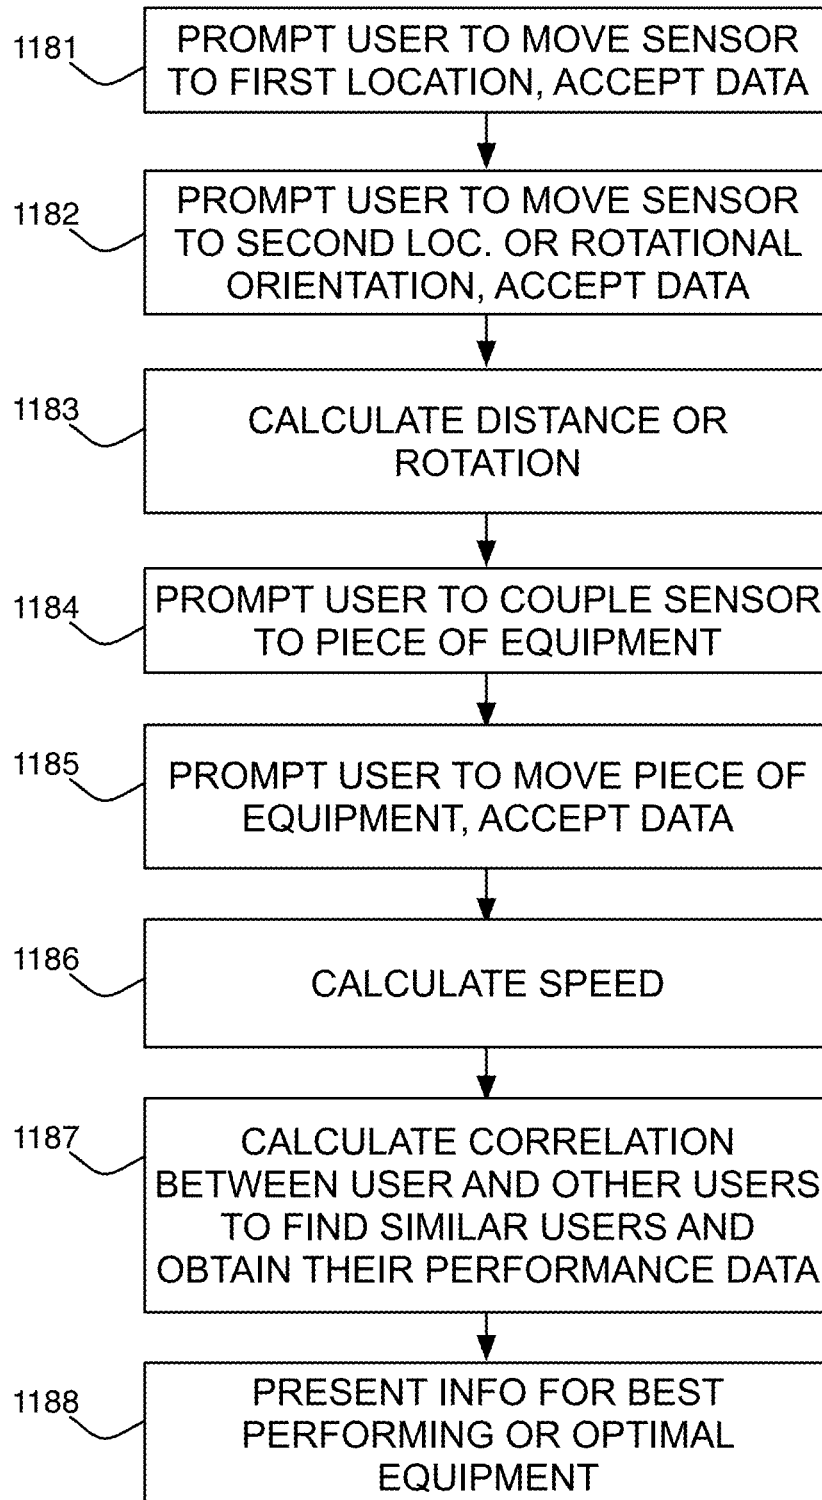 1181
PROMPT USER TO MOVE SENSOR
TO FIRST LOCATION, ACCEPT DATA
1182
PROMPT USER TO MOVE SENSOR
TO SECOND LOC. OR ROTATIONAL
ORIENTATION, ACCEPT DATA
1183
CALCULATE DISTANCE OR
ROTATION
1184
PROMPT USER TO COUPLE SENSOR
TO PIECE OF EQUIPMENT
1185
PROMPT USER TO MOVE PIECE OF
EQUIPMENT, ACCEPT DATA
1186
CALCULATE SPEED
1187
CALCULATE CORRELATION
BETWEEN USER AND OTHER USERS
TO FIND SIMILAR USERS AND
OBTAIN THEIR PERFORMANCE DATA
1188
PRESENT INFO FOR BEST
PERFORMING OR OPTIMAL
EQUIPMENT